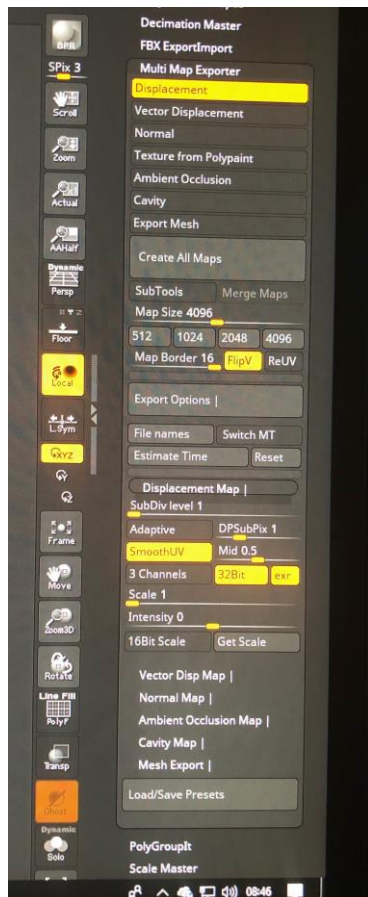 Decimation Master
FBX ExportImport
Multi Map Exporter
Displacement
Vector Displacement
Normal
Texture from Polypaint
Ambient Occlusion
Cavity
Export Mesh
Create All Maps
SubTools Merge Maps
Map Size 4096
512 1024 2048 4096
Map Border 16 FlipV ReUV
Export Options |
File names Switch MT
Estimate Time Reset
Displacement Map |
SubDiv level 1
Adaptive DPSubPix 1
SmoothUV Mid 0.5
3 Channels 32Bit exr
Scale 1
Intensity 0
16Bit Scale Get Scale
Vector Disp Map |
Normal Map |
Ambient Occlusion Map |
Cavity Map |
Mesh Export |
Load/Save Presets
PolyGroupIt
Scale Master
BPR
SPix 3
Scroll
Zoom
Actual
AAHalf
Dynamic
Persp
Floor
Local
L.Sym
XYZ
Y
Z
Frame
Move
Zoom3D
Rotate
Line Fill
PolyF
Transp
Ghost
Dynamic
Solo
08:46